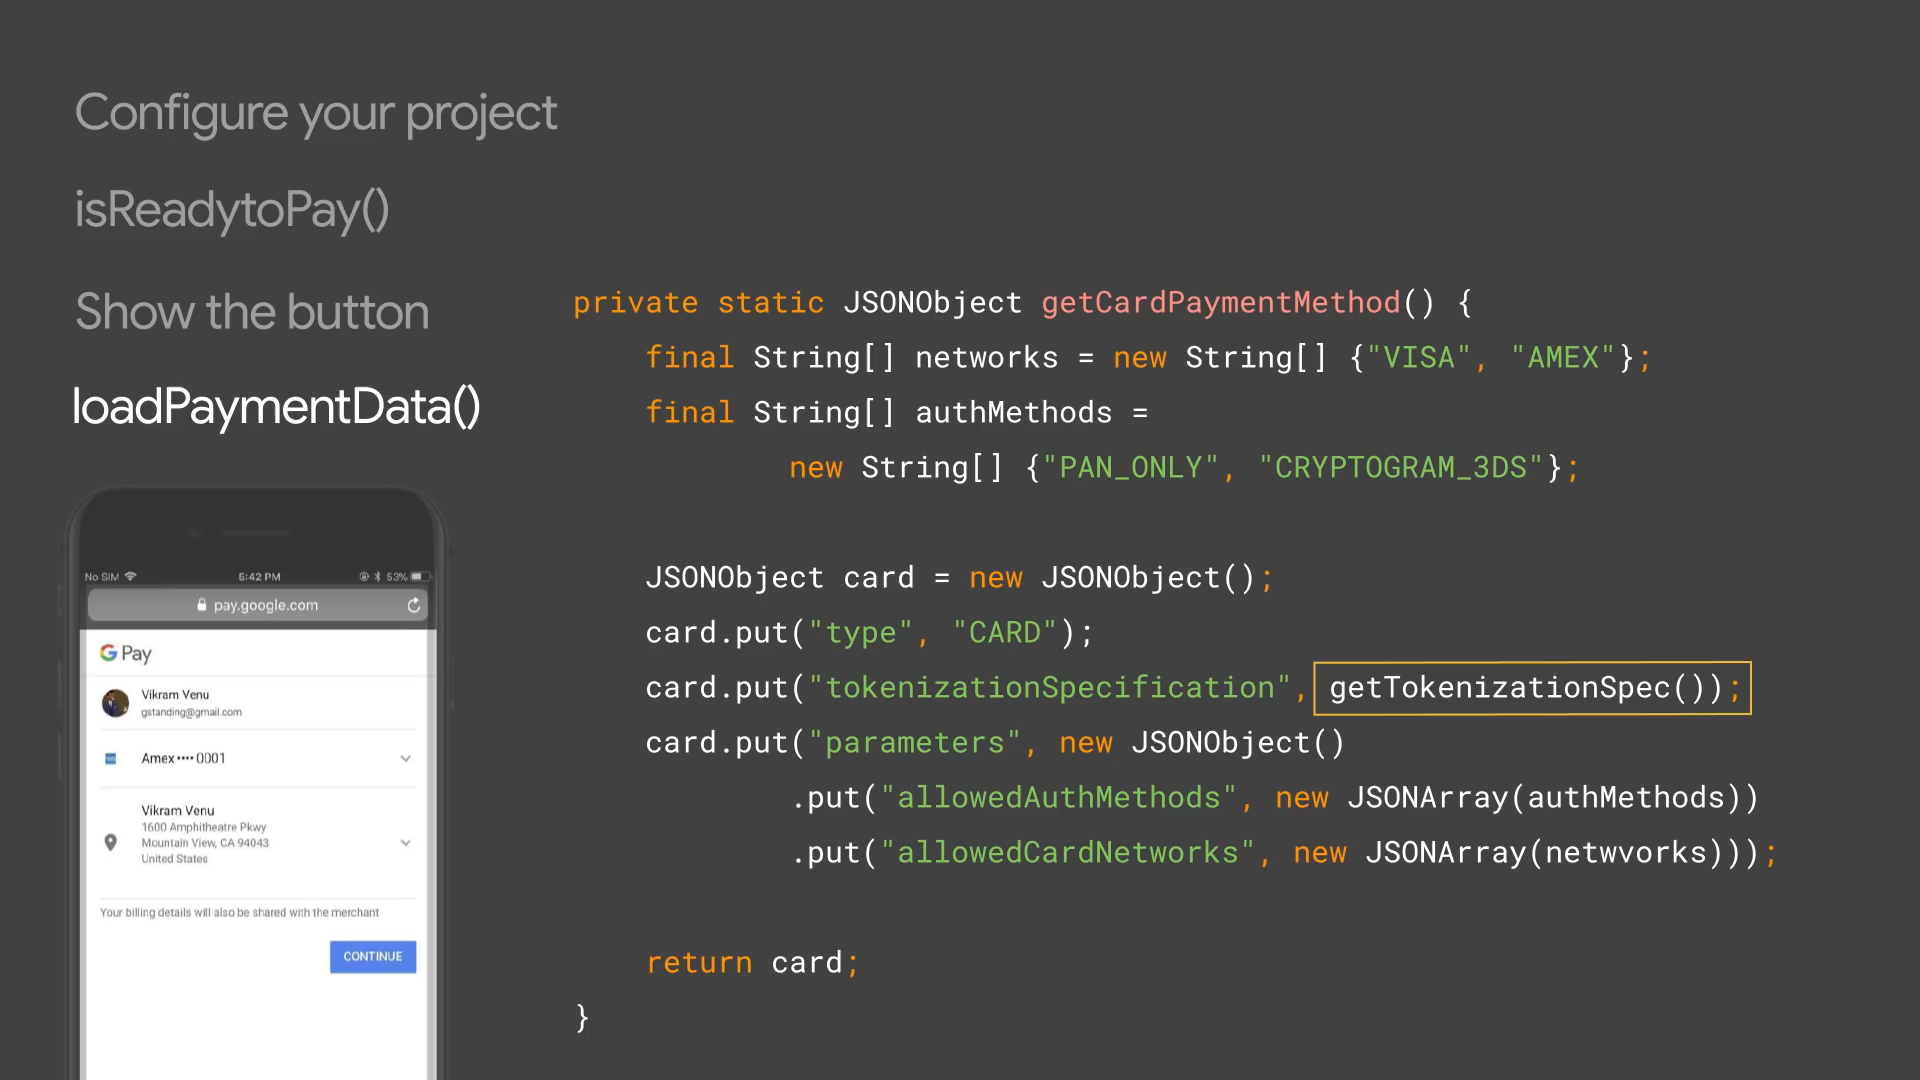 Configure your project
isReadytoPay()
Show the button
loadPaymentData()
No SIM 5:42 PM 53%
pay.google.com
G Pay
Vikram Venu
gstanding@gmail.com
Amex •••• 0001
Vikram Venu
1600 Amphitheatre Pkwy
Mountain View, CA 94043
United States
Your billing details will also be shared with the merchant
CONTINUE
private static JSONObject getCardPaymentMethod() {
final String[] networks = new String[] {"VISA", "AMEX"};
final String[] authMethods =
new String[] {"PAN_ONLY", "CRYPTOGRAM_3DS"};
JSONObject card = new JSONObject();
card.put("type", "CARD");
card.put("tokenizationSpecification", getTokenizationSpec());
card.put("parameters", new JSONObject()
.put("allowedAuthMethods", new JSONArray(authMethods))
.put("allowedCardNetworks", new JSONArray(netwvorks)));
return card;
}